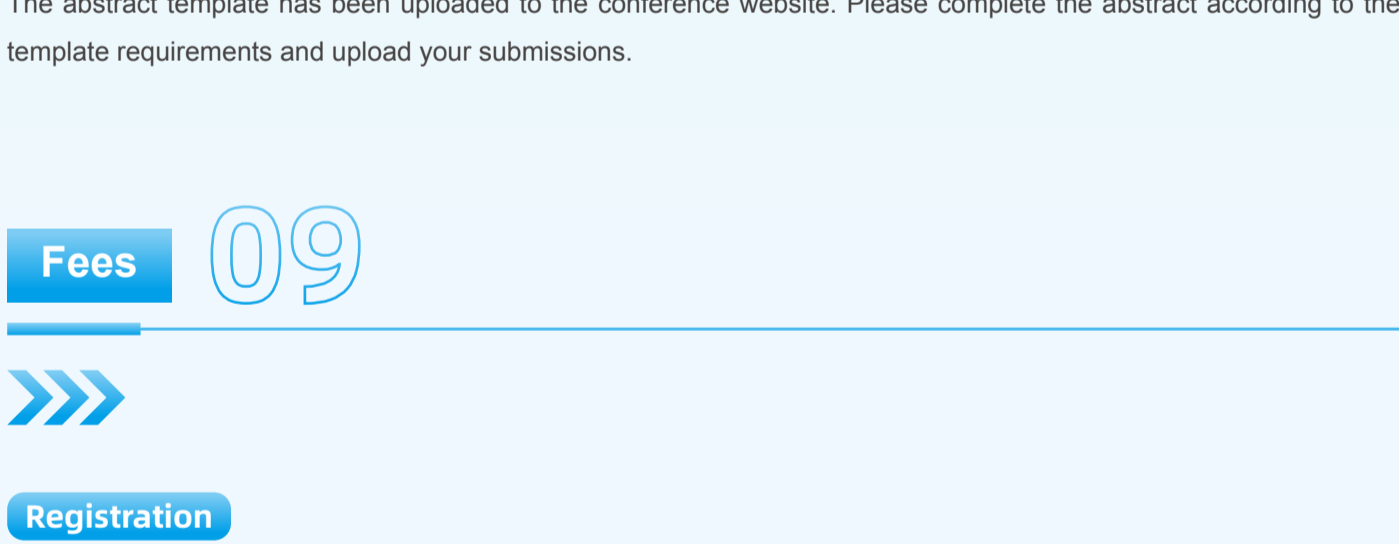 The abstract template has been uploaded to the conference website. Please complete the abstract according to the
template requirements and upload your submissions.
Fees 09
Registration